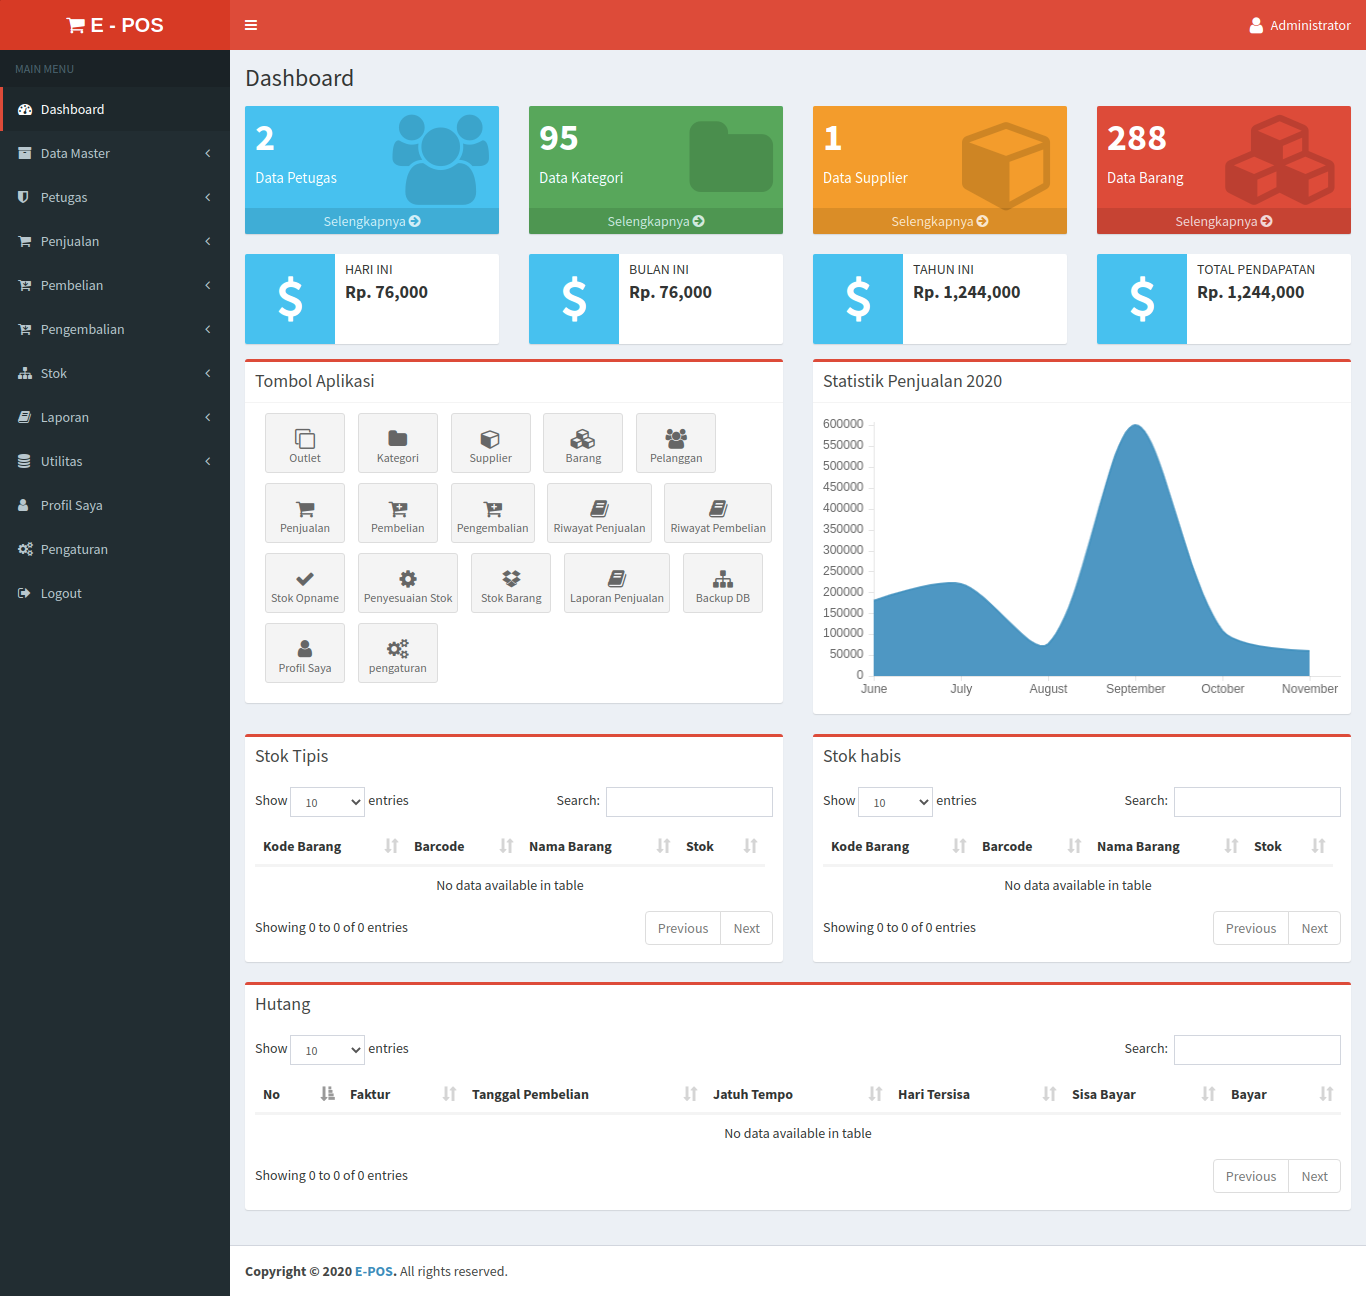 E - POS
Administrator
MAIN MENU
Dashboard
Data Master
Petugas
Penjualan
Pembelian
Pengembalian
Stok
Laporan
Utilitas
Profil Saya
Pengaturan
Logout
Dashboard
2
Data Petugas
Selengkapnya
95
Data Kategori
Selengkapnya
1
Data Supplier
Selengkapnya
288
Data Barang
Selengkapnya
HARI INI
Rp. 76,000
BULAN INI
Rp. 76,000
TAHUN INI
Rp. 1,244,000
TOTAL PENDAPATAN
Rp. 1,244,000
Tombol Aplikasi
Outlet
Kategori
Supplier
Barang
Pelanggan
Penjualan
Pembelian
Pengembalian
Riwayat Penjualan
Riwayat Pembelian
Stok Opname
Penyesuaian Stok
Stok Barang
Laporan Penjualan
Backup DB
Profil Saya
pengaturan
Statistik Penjualan 2020
600000
550000
500000
450000
400000
350000
300000
250000
200000
150000
100000
50000
0
June July August September October November
Stok Tipis
Show 10 entries Search:
Kode Barang Barcode Nama Barang Stok
No data available in table
Showing 0 to 0 of 0 entries Previous Next
Stok habis
Show 10 entries Search:
Kode Barang Barcode Nama Barang Stok
No data available in table
Showing 0 to 0 of 0 entries Previous Next
Hutang
Show 10 entries Search:
No Faktur Tanggal Pembelian Jatuh Tempo Hari Tersisa Sisa Bayar Bayar
No data available in table
Showing 0 to 0 of 0 entries Previous Next
Copyright © 2020 E-POS. All rights reserved.